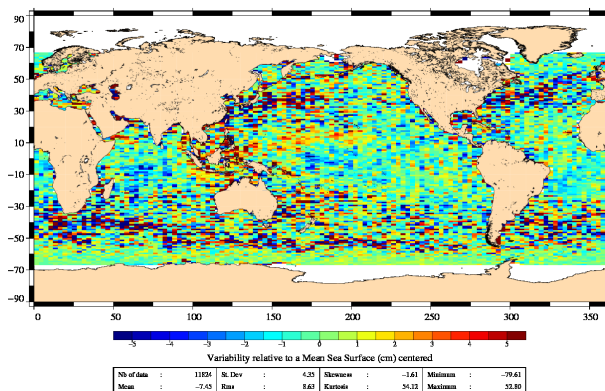 90
70
50
30
10
−10
−30
−50
−70
−90
0 50 100 150 200 250 300 350
−5 −4 −3 −2 −1 0 1 2 3 4 5
Variability relative to a Mean Sea Surface (cm) centered
Nb of data : 11824 St. Dev : 4.35 Skewness : −1.61 Minimum : −79.61
Mean : −7.45 Rms : 8.63 Kurtosis : 54.12 Maximum : 52.80